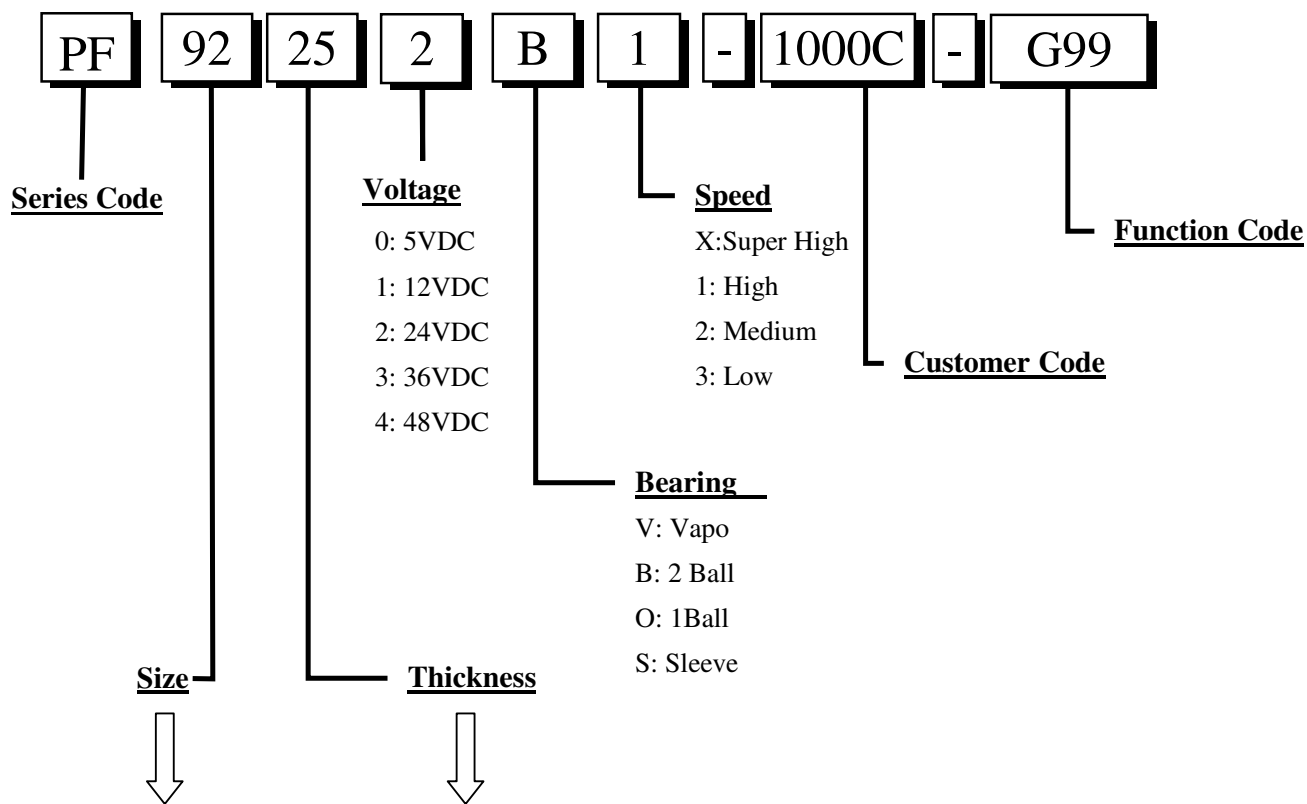 PF 92 25 2 B 1 - 1000C - G99
Series Code
Voltage
0: 5VDC
1: 12VDC
2: 24VDC
3: 36VDC
4: 48VDC
Speed
X:Super High
1: High
2: Medium
3: Low
Function Code
Customer Code
Bearing
V: Vapo
B: 2 Ball
O: 1Ball
S: Sleeve
Size
Thickness